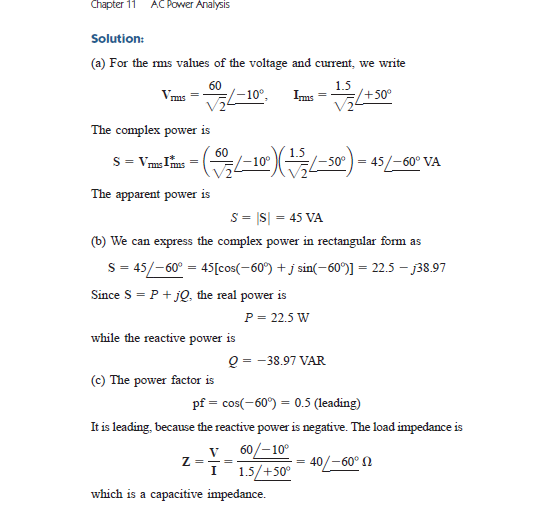 Chapter 11 AC Power Analysis
Solution:
(a) For the rms values of the voltage and current, we write
Vrms = 60/√2 /−10°, Irms = 1.5/√2 /+50°
The complex power is
S = VrmsI*rms = (60/√2 /−10°)(1.5/√2 /−50°) = 45/−60° VA
The apparent power is
S = |S| = 45 VA
(b) We can express the complex power in rectangular form as
S = 45/−60° = 45[cos(−60°) + j sin(−60°)] = 22.5 − j38.97
Since S = P + jQ, the real power is
P = 22.5 W
while the reactive power is
Q = −38.97 VAR
(c) The power factor is
pf = cos(−60°) = 0.5 (leading)
It is leading, because the reactive power is negative. The load impedance is
Z = V/I = 60/−10° / 1.5/+50° = 40/−60° Ω
which is a capacitive impedance.